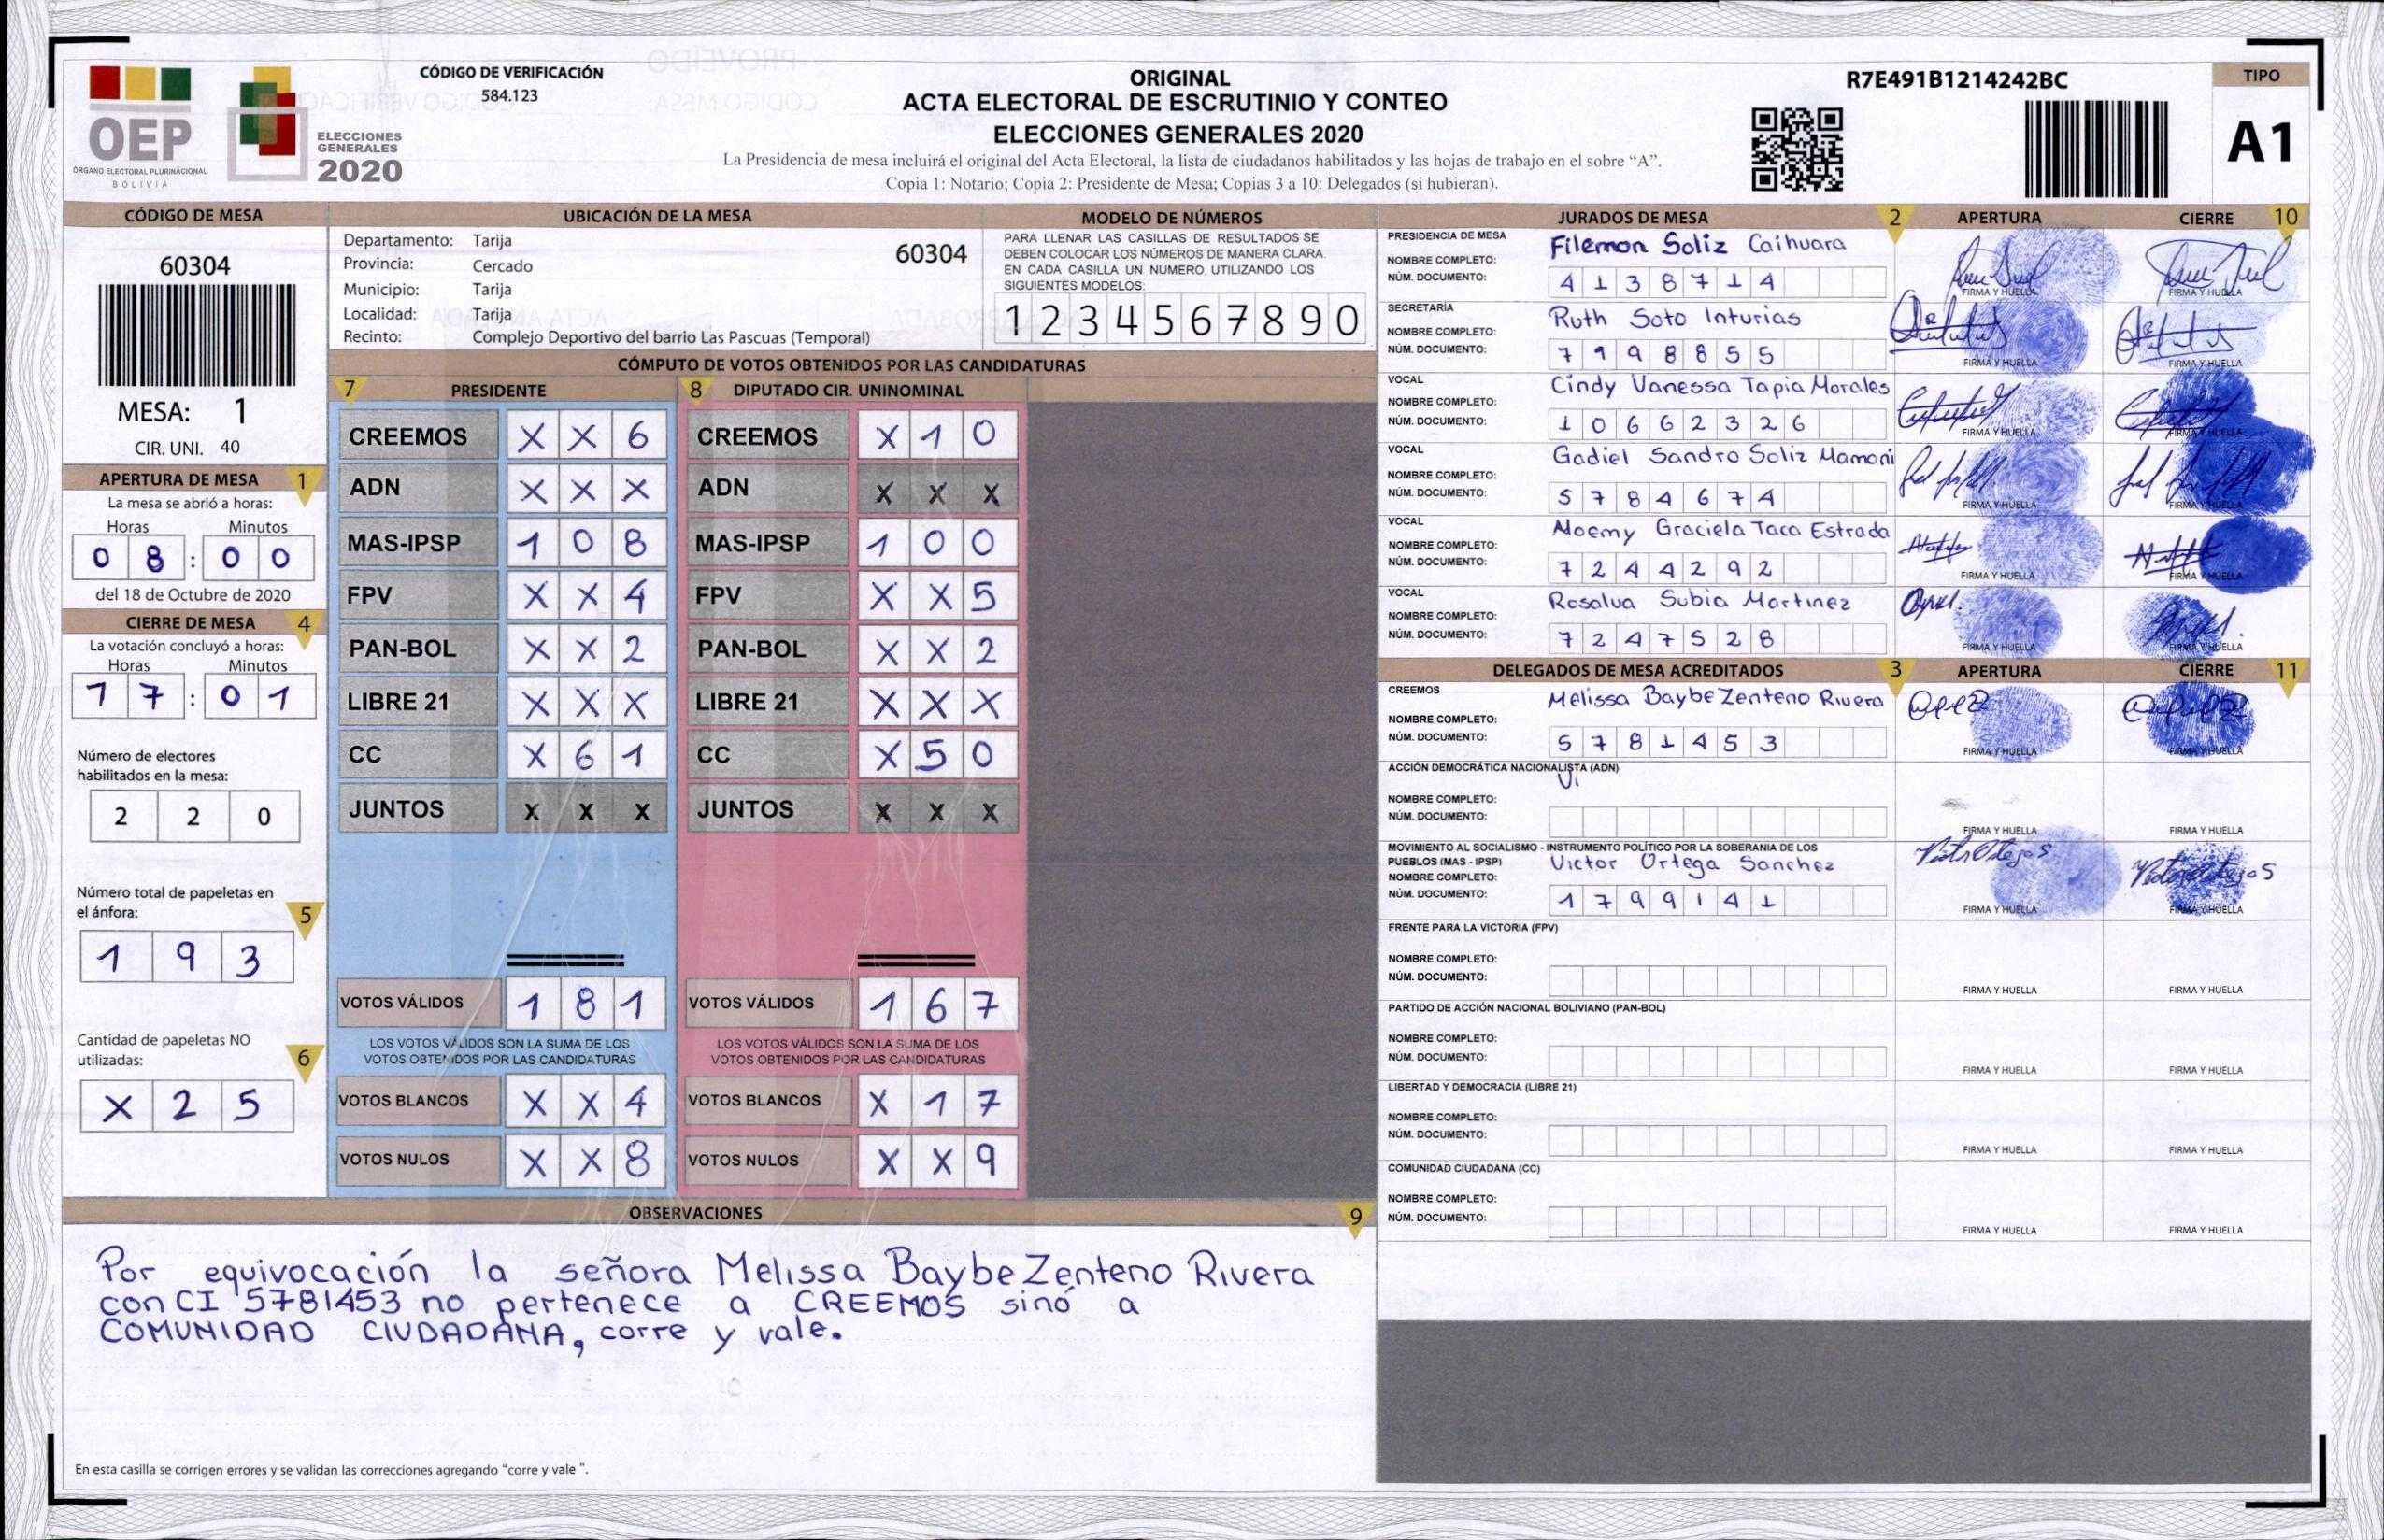 CÓDIGO DE VERIFICACIÓN
584.123
OEP
ÓRGANO ELECTORAL PLURINACIONAL
BOLIVIA
ELECCIONES
GENERALES
2020
ORIGINAL
ACTA ELECTORAL DE ESCRUTINIO Y CONTEO
ELECCIONES GENERALES 2020
La Presidencia de mesa incluirá el original del Acta Electoral, la lista de ciudadanos habilitados y las hojas de trabajo en el sobre “A”.
Copia 1: Notario; Copia 2: Presidente de Mesa; Copias 3 a 10: Delegados (si hubieran).
R7E491B1214242BC
TIPO
A1
CÓDIGO DE MESA
60304
MESA: 1
CIR. UNI. 40
APERTURA DE MESA 1
La mesa se abrió a horas:
Horas Minutos
0 8 : 0 0
del 18 de Octubre de 2020
CIERRE DE MESA 4
La votación concluyó a horas:
Horas Minutos
1 7 : 0 1
Número de electores
habilitados en la mesa:
2 2 0
Número total de papeletas en
el ánfora:
5
1 9 3
Cantidad de papeletas NO
utilizadas:
6
X 2 5
UBICACIÓN DE LA MESA
Departamento: Tarija
60304
Provincia: Cercado
Municipio: Tarija
Localidad: Tarija
Recinto: Complejo Deportivo del barrio Las Pascuas (Temporal)
MODELO DE NÚMEROS
PARA LLENAR LAS CASILLAS DE RESULTADOS SE
DEBEN COLOCAR LOS NÚMEROS DE MANERA CLARA.
EN CADA CASILLA UN NÚMERO, UTILIZANDO LOS
SIGUIENTES MODELOS:
1 2 3 4 5 6 7 8 9 0
CÓMPUTO DE VOTOS OBTENIDOS POR LAS CANDIDATURAS
7 PRESIDENTE 8 DIPUTADO CIR. UNINOMINAL
CREEMOS X X 6 CREEMOS X 1 0
ADN X X X ADN X X X
MAS-IPSP 1 0 8 MAS-IPSP 1 0 0
FPV X X 4 FPV X X 5
PAN-BOL X X 2 PAN-BOL X X 2
LIBRE 21 X X X LIBRE 21 X X X
CC X 6 1 CC X 5 0
JUNTOS X X X JUNTOS X X X
VOTOS VÁLIDOS 1 8 1 VOTOS VÁLIDOS 1 6 7
LOS VOTOS VÁLIDOS SON LA SUMA DE LOS LOS VOTOS VÁLIDOS SON LA SUMA DE LOS
VOTOS OBTENIDOS POR LAS CANDIDATURAS VOTOS OBTENIDOS POR LAS CANDIDATURAS
VOTOS BLANCOS X X 4 VOTOS BLANCOS X 1 7
VOTOS NULOS X X 8 VOTOS NULOS X X 9
OBSERVACIONES 9
Por equivocación la señora Melissa Baybe Zenteno Rivera
con CI 5781453 no pertenece a CREEMOS sinó a
COMUNIDAD CIUDADANA, corre y vale.
En esta casilla se corrigen errores y se validan las correcciones agregando “corre y vale ”.
JURADOS DE MESA 2 APERTURA CIERRE 10
PRESIDENCIA DE MESA
NOMBRE COMPLETO: Filemon Soliz Caihuara
NÚM. DOCUMENTO: 4 1 3 8 7 1 4
FIRMA Y HUELLA FIRMA Y HUELLA
SECRETARÍA
NOMBRE COMPLETO: Ruth Soto Inturias
NÚM. DOCUMENTO: 7 9 9 8 8 5 5
FIRMA Y HUELLA FIRMA Y HUELLA
VOCAL
NOMBRE COMPLETO: Cindy Vanessa Tapia Morales
NÚM. DOCUMENTO: 1 0 6 6 2 3 2 6
FIRMA Y HUELLA FIRMA Y HUELLA
VOCAL
NOMBRE COMPLETO: Gadiel Sandro Soliz Mamani
NÚM. DOCUMENTO: 5 7 8 4 6 7 4
FIRMA Y HUELLA FIRMA Y HUELLA
VOCAL
NOMBRE COMPLETO: Noemy Graciela Taca Estrada
NÚM. DOCUMENTO: 7 2 4 4 2 9 2
FIRMA Y HUELLA FIRMA Y HUELLA
VOCAL
NOMBRE COMPLETO: Rosalva Subia Martinez
NÚM. DOCUMENTO: 7 2 4 7 5 2 8
FIRMA Y HUELLA FIRMA Y HUELLA
DELEGADOS DE MESA ACREDITADOS 3 APERTURA CIERRE 11
CREEMOS
NOMBRE COMPLETO: Melissa Baybe Zenteno Rivera
NÚM. DOCUMENTO: 5 7 8 1 4 5 3
FIRMA Y HUELLA FIRMA Y HUELLA
ACCIÓN DEMOCRÁTICA NACIONALISTA (ADN)
Vi
NOMBRE COMPLETO:
NÚM. DOCUMENTO:
FIRMA Y HUELLA FIRMA Y HUELLA
MOVIMIENTO AL SOCIALISMO - INSTRUMENTO POLÍTICO POR LA SOBERANIA DE LOS
PUEBLOS (MAS - IPSP)
NOMBRE COMPLETO: Victor Ortega Sanchez
NÚM. DOCUMENTO: 1 7 9 9 1 4 1
FIRMA Y HUELLA FIRMA Y HUELLA
FRENTE PARA LA VICTORIA (FPV)
NOMBRE COMPLETO:
NÚM. DOCUMENTO:
FIRMA Y HUELLA FIRMA Y HUELLA
PARTIDO DE ACCIÓN NACIONAL BOLIVIANO (PAN-BOL)
NOMBRE COMPLETO:
NÚM. DOCUMENTO:
FIRMA Y HUELLA FIRMA Y HUELLA
LIBERTAD Y DEMOCRACIA (LIBRE 21)
NOMBRE COMPLETO:
NÚM. DOCUMENTO:
FIRMA Y HUELLA FIRMA Y HUELLA
COMUNIDAD CIUDADANA (CC)
NOMBRE COMPLETO:
NÚM. DOCUMENTO:
FIRMA Y HUELLA FIRMA Y HUELLA